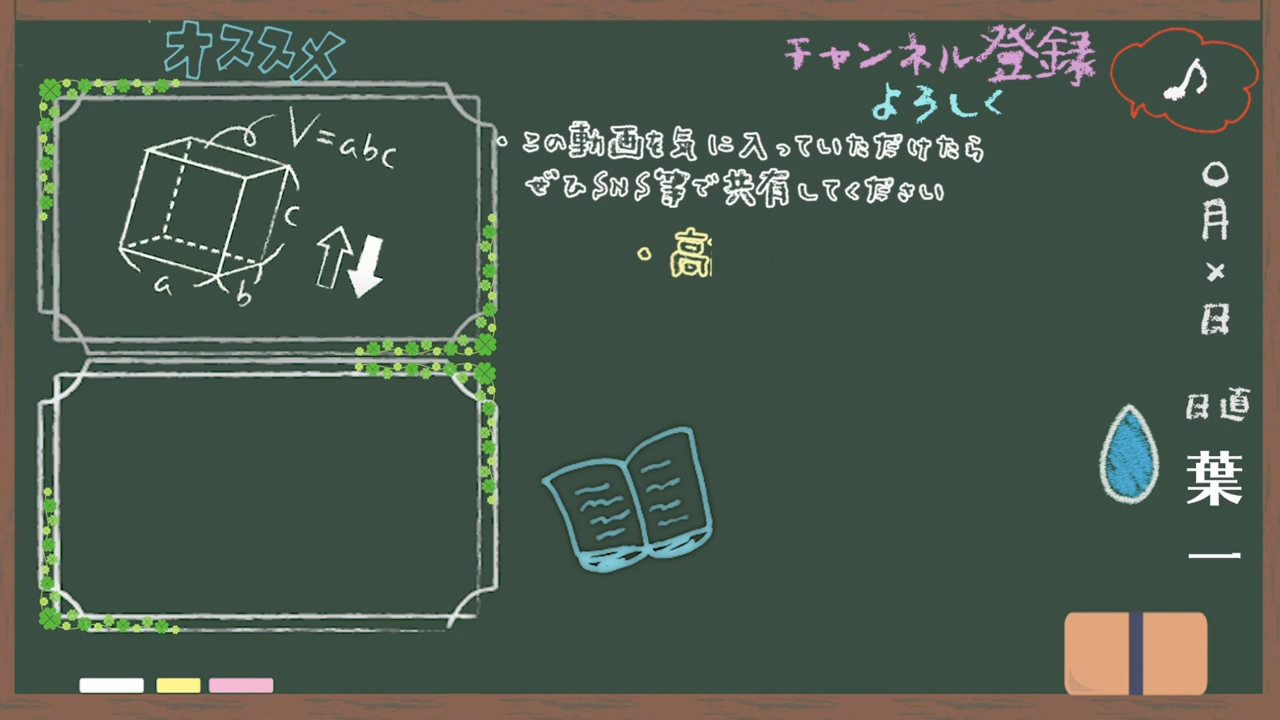 オススメ
V=abc
c
a
b
チャンネル登録
よろしく
・この動画を気に入っていただけたら
ぜひSNS等で共有してください
・高
〇月×日
日直
葉一